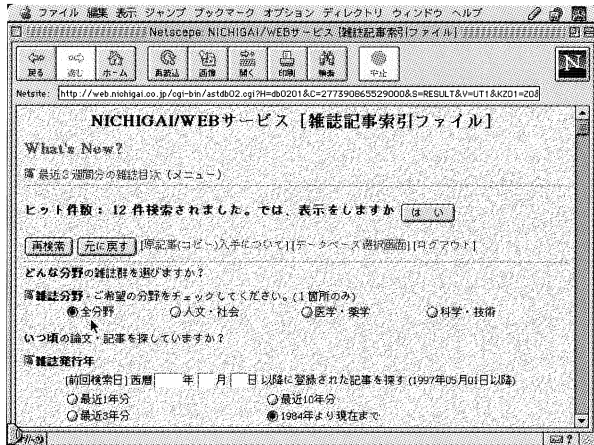 ファイル 編集 表示 ジャンプ ブックマーク オプション ディレクトリ ウィンドウ ヘルプ
Netscape: NICHIGAI/WEBサービス [雑誌記事索引ファイル]
戻る 進む ホーム 再読込 画像 開く 印刷 検索 中止
N
Netsite: http://web.nichigai.co.jp/cgi-bin/astdb02.cgi?H=db0201&C=277390865529000&S=RESULT&V=UT1&KZ01=Z08
NICHIGAI/WEBサービス [雑誌記事索引ファイル]
What's New?
最近2週間分の雑誌目次 (メニュー)
ヒット件数: 12 件検索されました。では、表示をしますか はい
再検索 元に戻す [原記事(コピー)入手について] [データベース選択画面] [ログアウト]
どんな分野の雑誌群を選びますか?
雑誌分野 - ご希望の分野をチェックしてください。(1箇所のみ)
全分野 人文・社会 医学・薬学 科学・技術
いつ頃の論文・記事を探していますか?
雑誌発行年
[前回検索日] 西暦 年 月 日 以降に登録された記事を探す (1997年05月01日以降)
最近1年分 最近10年分
最近3年分 1984年より現在まで